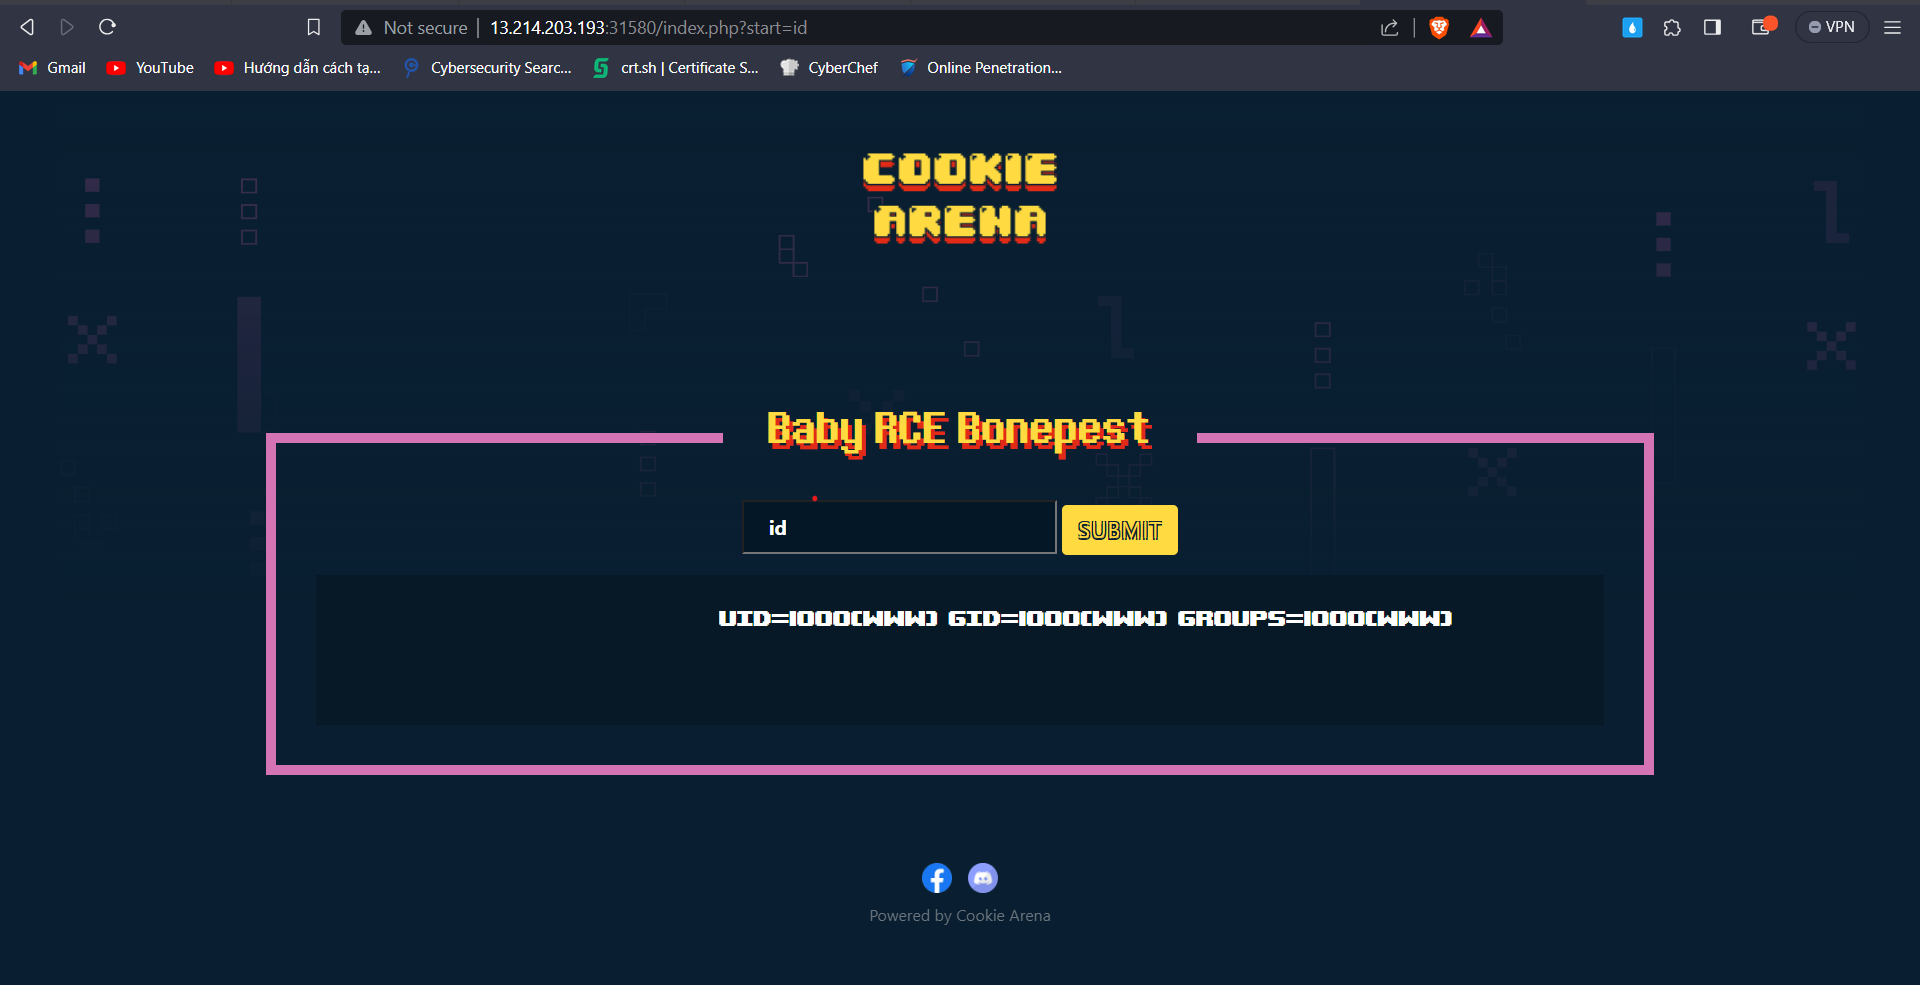 Not secure 13.214.203.193:31580/index.php?start=id VPN
Gmail YouTube Hướng dẫn cách tạ... Cybersecurity Searc... crt.sh | Certificate S... CyberChef Online Penetration...
COOKIE
ARENA
Baby RCE Bonepest
id SUBMIT
UID=1000(WWW) GID=1000(WWW) GROUPS=1000(WWW)
Powered by Cookie Arena